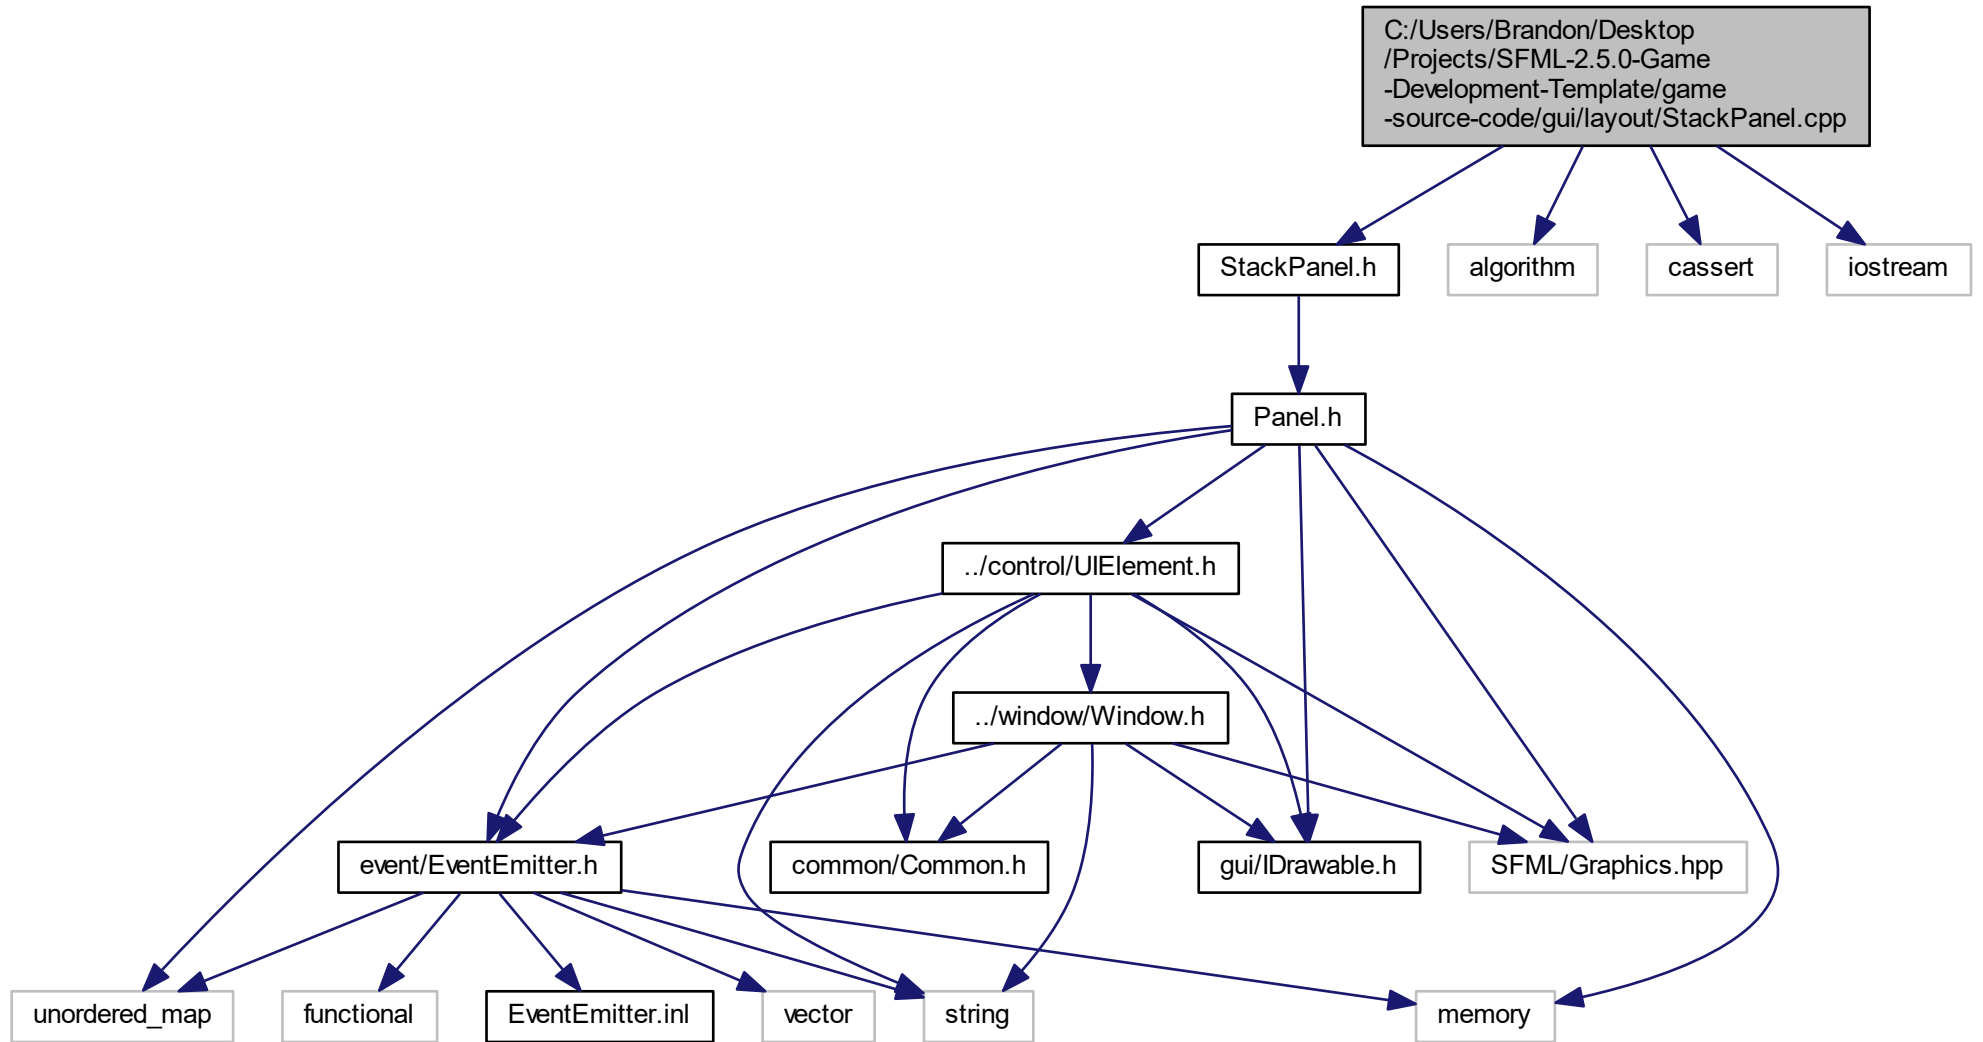 C:/Users/Brandon/Desktop
/Projects/SFML-2.5.0-Game
-Development-Template/game
-source-code/gui/layout/StackPanel.cpp
StackPanel.h
algorithm
cassert
iostream
Panel.h
../control/UIElement.h
../window/Window.h
event/EventEmitter.h
common/Common.h
gui/IDrawable.h
SFML/Graphics.hpp
unordered_map
functional
EventEmitter.inl
vector
string
memory